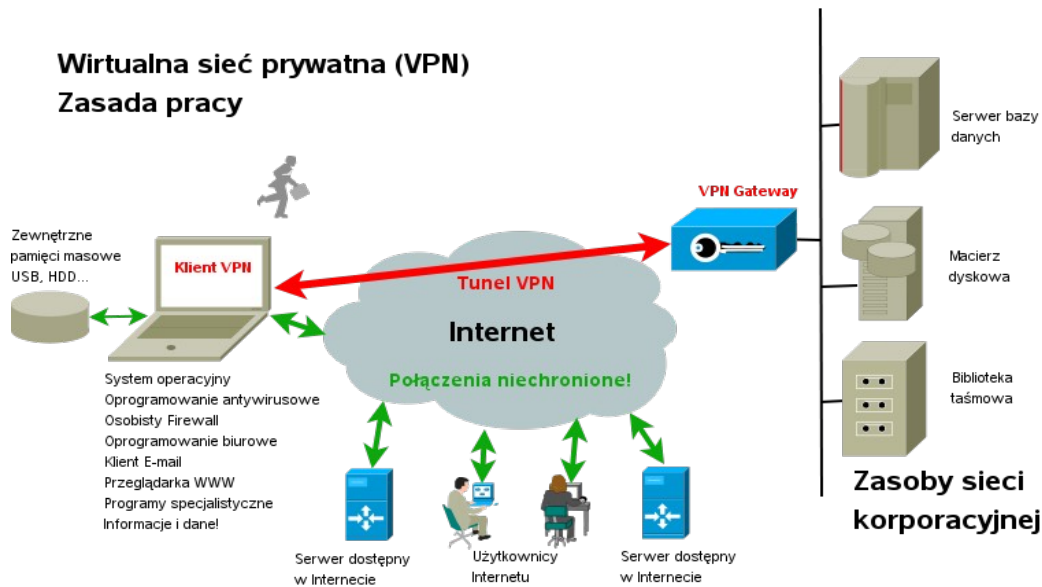 Wirtualna sieć prywatna (VPN)
Zasada pracy
Serwer bazy
danych
VPN Gateway
Zewnętrzne
pamięci masowe
USB, HDD...
Klient VPN
Macierz
dyskowa
Tunel VPN
Internet
Połączenia niechronione!
System operacyjny
Oprogramowanie antywirusowe
Osobisty Firewall
Oprogramowanie biurowe
Klient E-mail
Przeglądarka WWW
Programy specjalistyczne
Informacje i dane!
Biblioteka
taśmowa
Zasoby sieci
korporacyjnej
Serwer dostępny
w Internecie
Użytkownicy
Internetu
Serwer dostępny
w Internecie